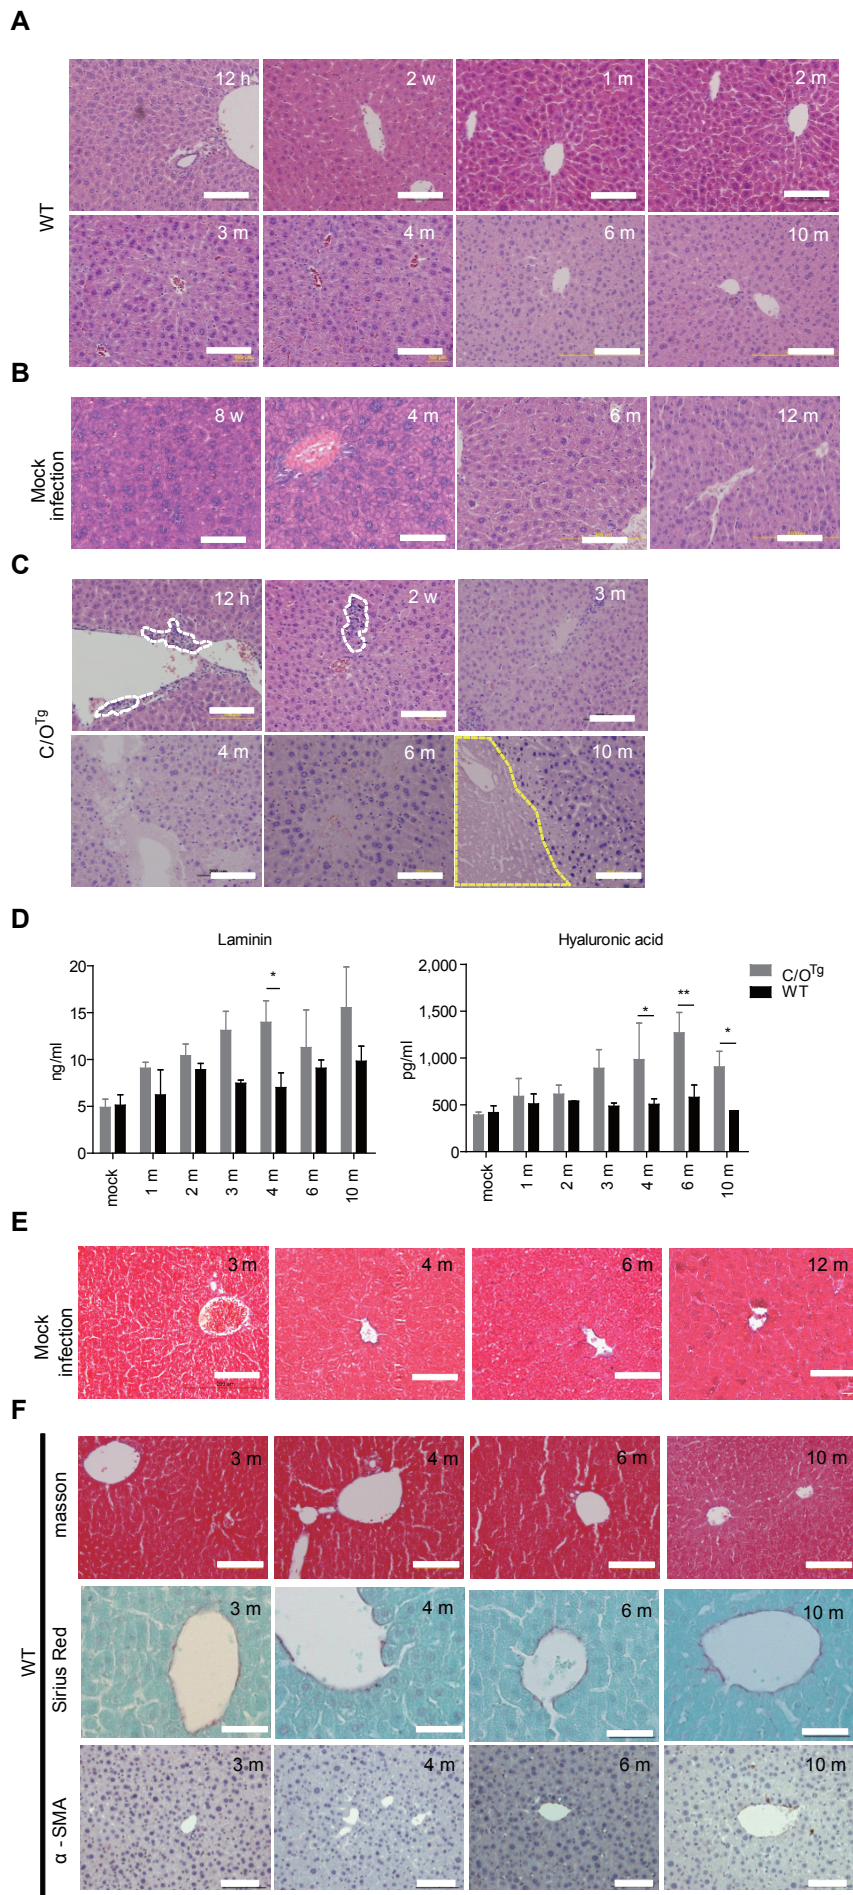 A
12 h
2 w
1 m
2 m
WT
3 m
4 m
6 m
10 m
B
Mock
infection
8 w
4 m
6 m
12 m
C
C/OTg
12 h
2 w
3 m
4 m
6 m
10 m
D
Laminin
ng/ml
20
15
10
5
0
mock
1 m
2 m
3 m
4 m
6 m
10 m
*
Hyaluronic acid
pg/ml
2,000
1,500
1,000
500
0
mock
1 m
2 m
3 m
4 m
6 m
10 m
*
**
*
C/OTg
WT
E
Mock
infection
3 m
4 m
6 m
12 m
F
WT
masson
3 m
4 m
6 m
10 m
Sirius Red
3 m
4 m
6 m
10 m
α - SMA
3 m
4 m
6 m
10 m